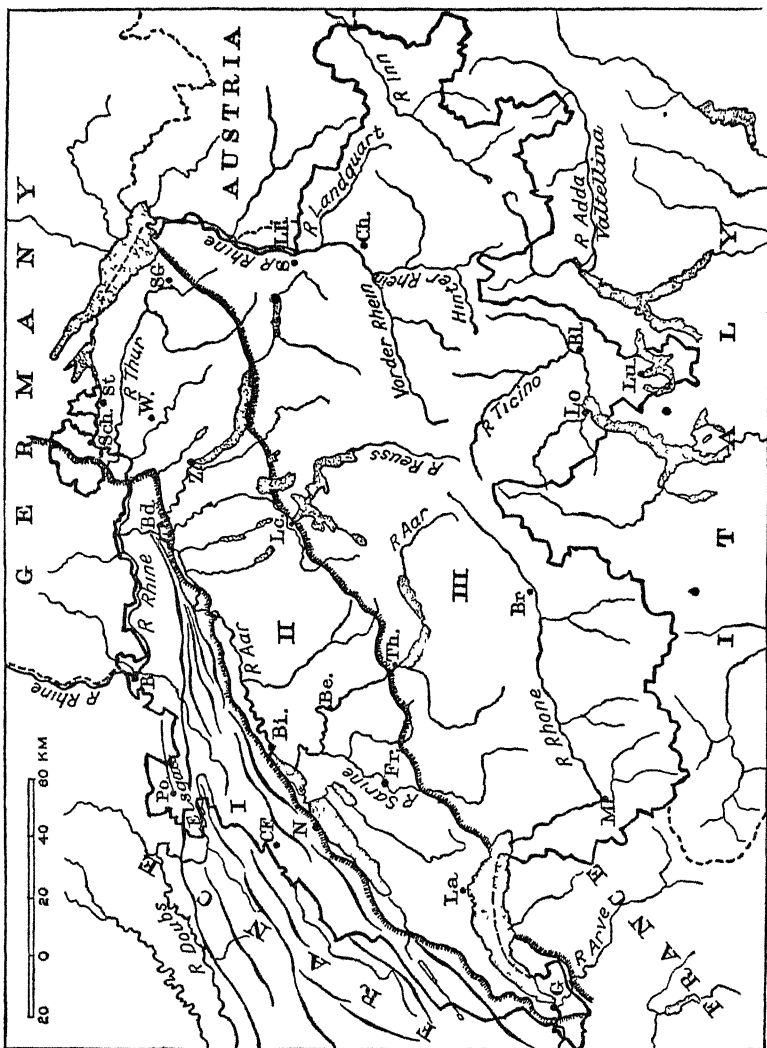 GERMANY
AUSTRIA
ITALY
FRANCE
FRANCE
R Rhine
R Rhine
R Rhine
R Inn
R Landquart
R Thur
R Adda
Valtellina
Hinter Rhein
Vorder Rhein
R Ticino
R Reuss
R Aar
R Aar
R Rhone
R Sarine
R Arve
R Doubs
I
II
III
SG
St
Sch.
W.
Z.
Bd.
B
Po
CF
N
Bi.
Be.
Fr.
Th.
Lc.
La
G
Br
Lo
Bl.
Lu
Ch.
S
20 0 20 40 60 KM